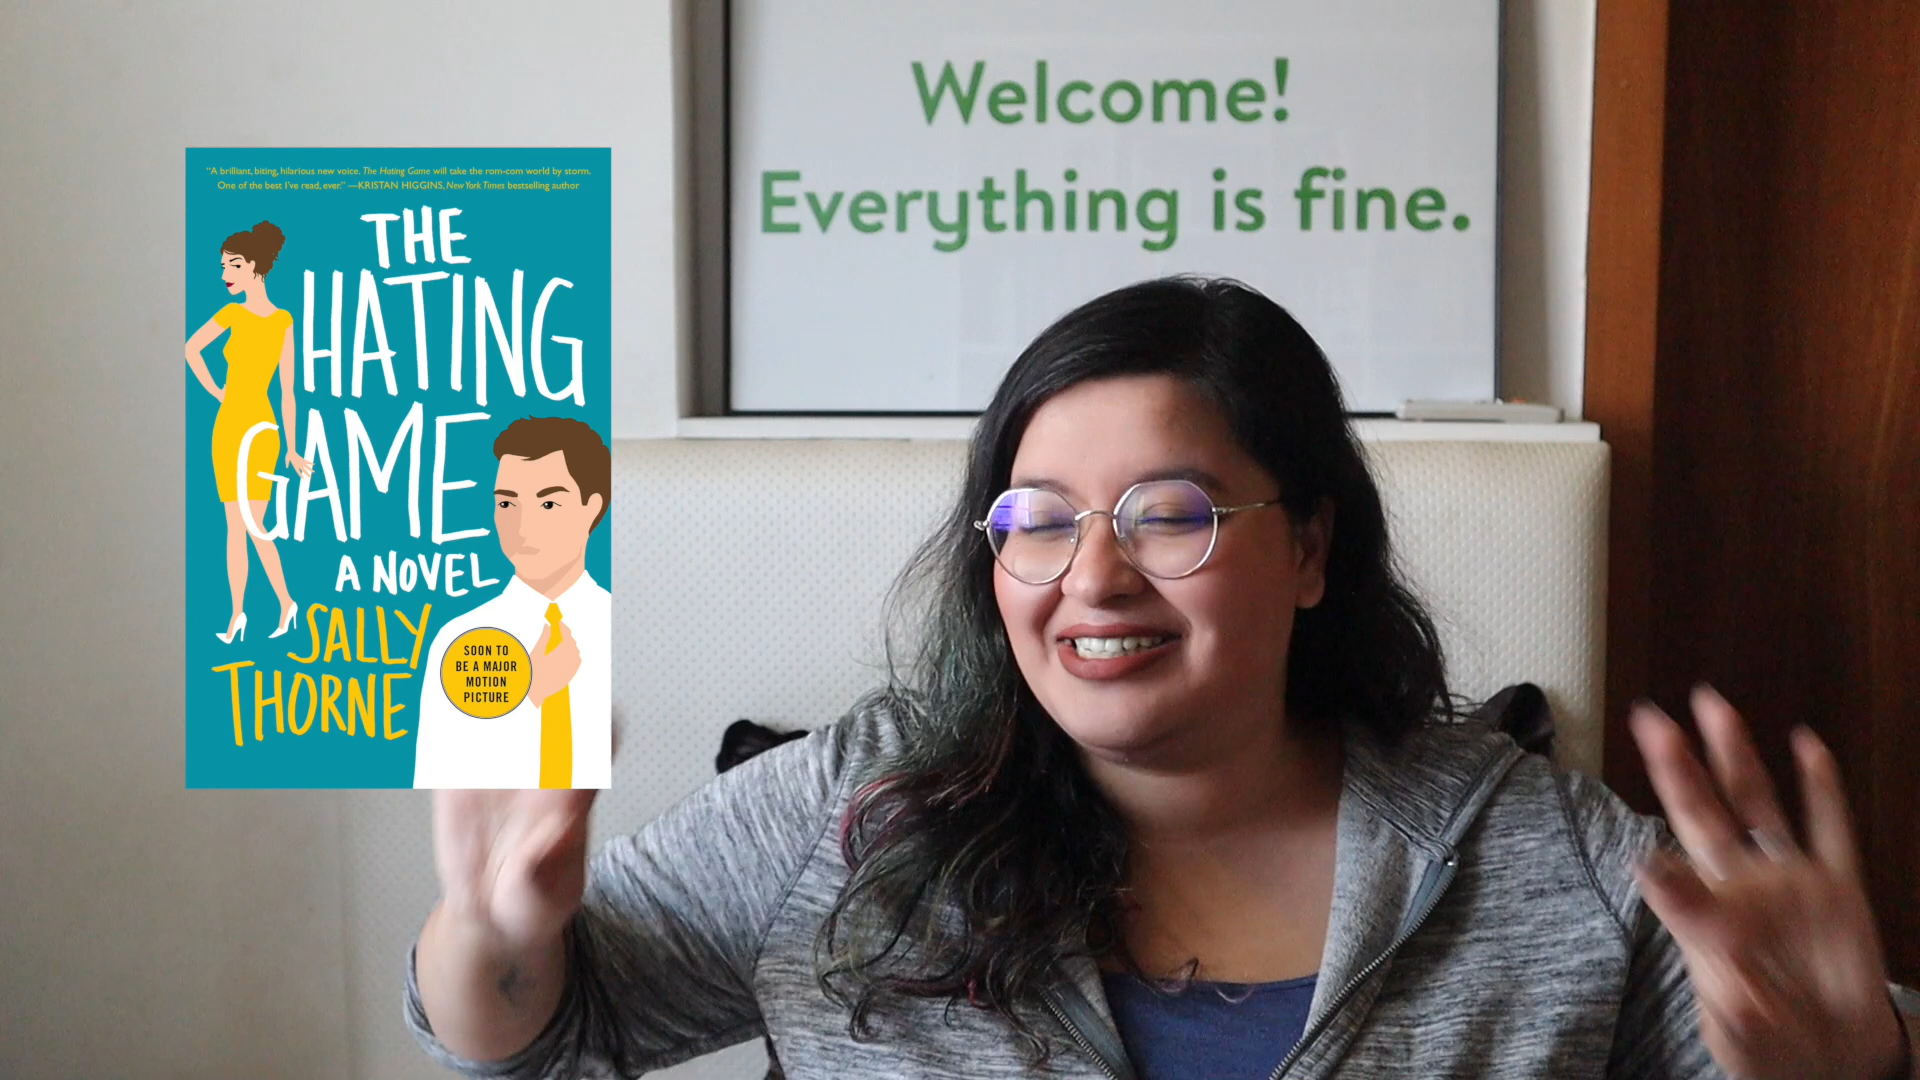 Welcome!
Everything is fine.
"A brilliant, biting, hilarious new voice. The Hating Game will take the rom-com world by storm.
One of the best I've read, ever." —KRISTAN HIGGINS, New York Times bestselling author
THE
HATING
GAME
A NOVEL
SALLY
THORNE
SOON TO
BE A MAJOR
MOTION
PICTURE